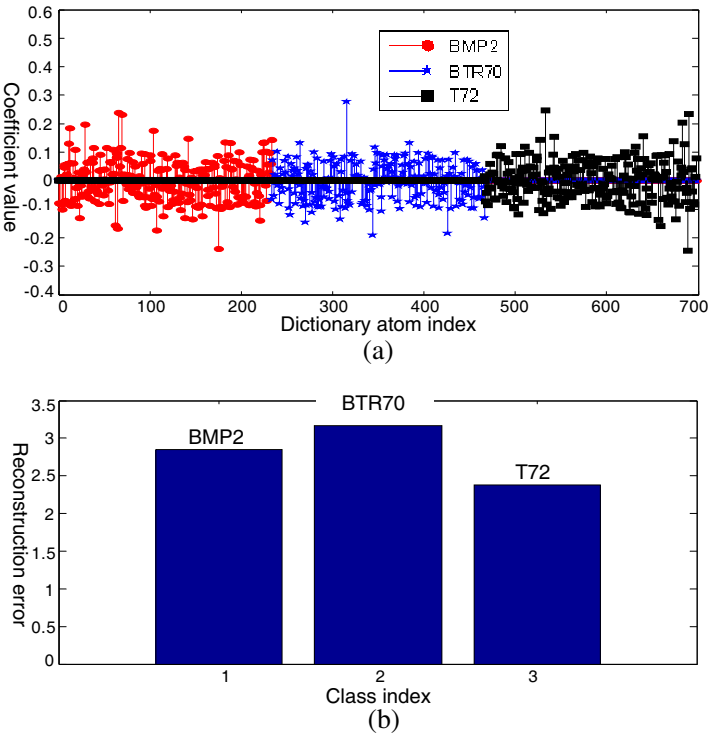 0.6
0.5
0.4
0.3
0.2
0.1
0
-0.1
-0.2
-0.3
-0.4
Coefficient value
BMP2
BTR70
T72
0 100 200 300 400 500 600 700
Dictionary atom index
(a)
3.5
3
2.5
2
1.5
1
0.5
0
Reconstruction error
BMP2
BTR70
T72
1 2 3
Class index
(b)